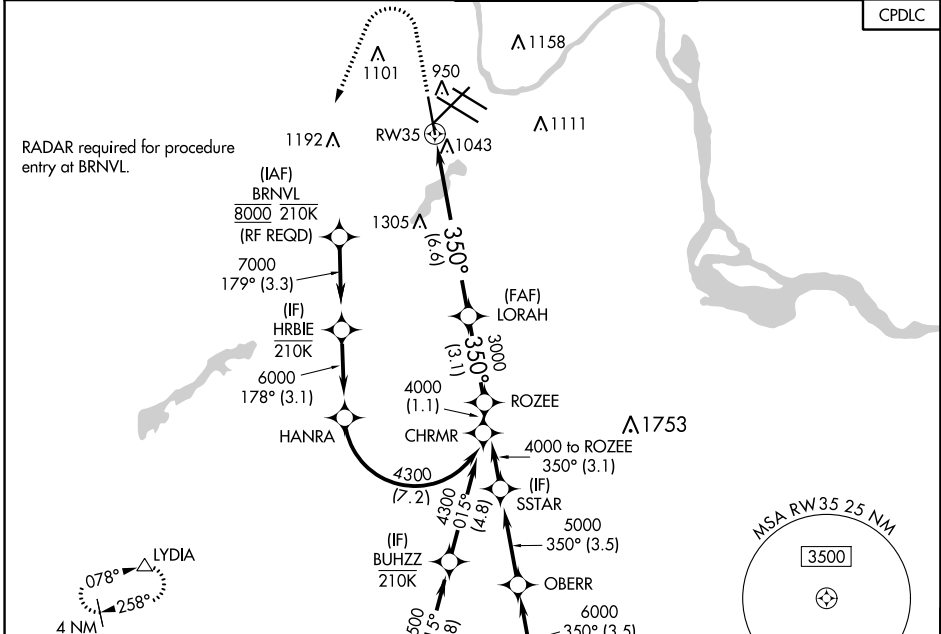 CPDLC
1158
1101
950
1111
1192
RW35
1043
RADAR required for procedure
entry at BRNVL.
(IAF)
BRNVL
8000 210K
(RF REQD)
1305
350°
(6.6)
7000
179° (3.3)
(IF)
HRBIE
210K
(FAF)
LORAH
3000
350°
(3.1)
6000
178° (3.1)
4000
(1.1)
ROZEE
HANRA
CHRMR
1753
4000 to ROZEE
350° (3.1)
4300
(7.2)
4300
015°
(4.8)
(IF)
SSTAR
5000
350° (3.5)
(IF)
BUHZZ
210K
OBERR
6000
350° (3.5)
LYDIA
078°
258°
4 NM
MSA RW35 25 NM
3500